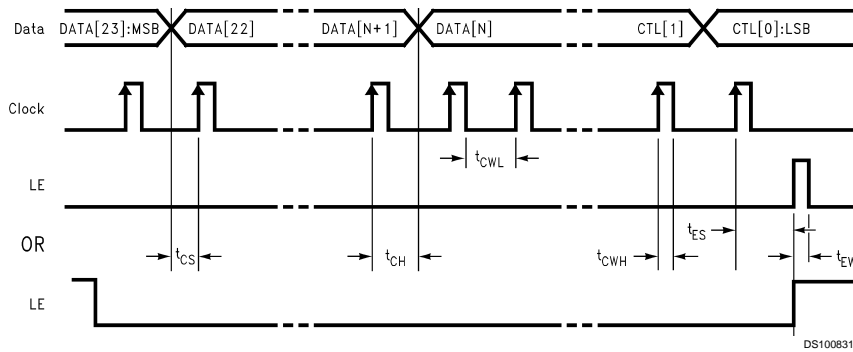 Data DATA[23]:MSB DATA[22] DATA[N+1] DATA[N] CTL[1] CTL[0]:LSB
Clock
tCWL
LE
OR tCS tCH tCWH tES tEW
LE
DS100831